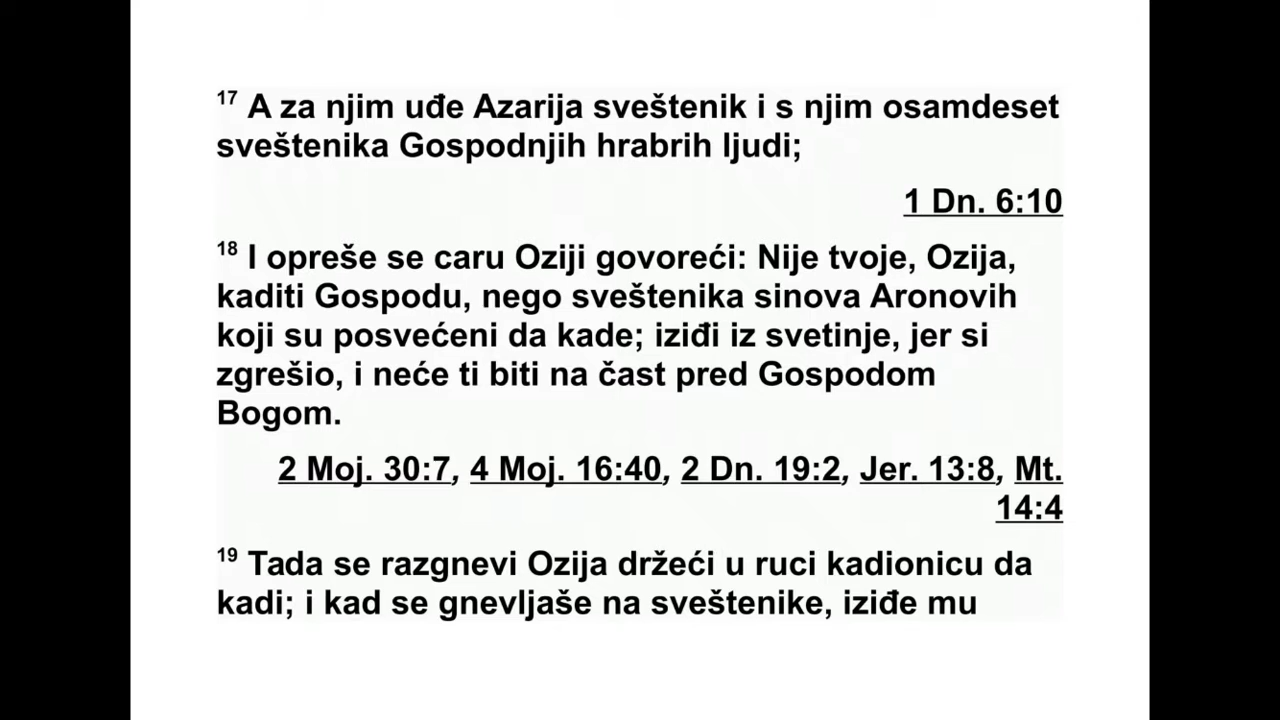 17 A za njim uđe Azarija sveštenik i s njim osamdeset
sveštenika Gospodnjih hrabrih ljudi;
1 Dn. 6:10
18 I opreše se caru Oziji govoreći: Nije tvoje, Ozija,
kaditi Gospodu, nego sveštenika sinova Aronovih
koji su posvećeni da kade; iziđi iz svetinje, jer si
zgrešio, i neće ti biti na čast pred Gospodom
Bogom.
2 Moj. 30:7, 4 Moj. 16:40, 2 Dn. 19:2, Jer. 13:8, Mt.
14:4
19 Tada se razgnevi Ozija držeći u ruci kadionicu da
kadi; i kad se gnevljaše na sveštenike, iziđe mu